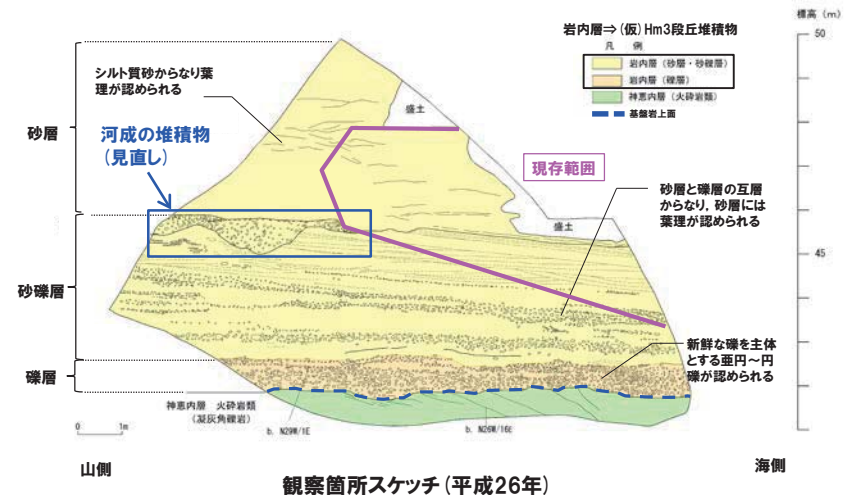 標高 (m)
50
45
岩内層⇒(仮)Hm3段丘堆積物
凡 例
岩内層(砂層・砂礫層)
岩内層(礫層)
神恵内層(火砕岩類)
基盤岩上面
シルト質砂からなり葉
理が認められる
盛土
砂層
河成の堆積物
(見直し)
現存範囲
砂層と礫層の互層
からなり,砂層には
葉理が認められる
盛土
砂礫層
新鮮な礫を主体
とする亜円~円
礫が認められる
礫層
神恵内層 火砕岩類
(凝灰角礫岩)
b. N29W/1E
b. N26W/16E
0 1m
山側
海側
観察箇所スケッチ(平成26年)